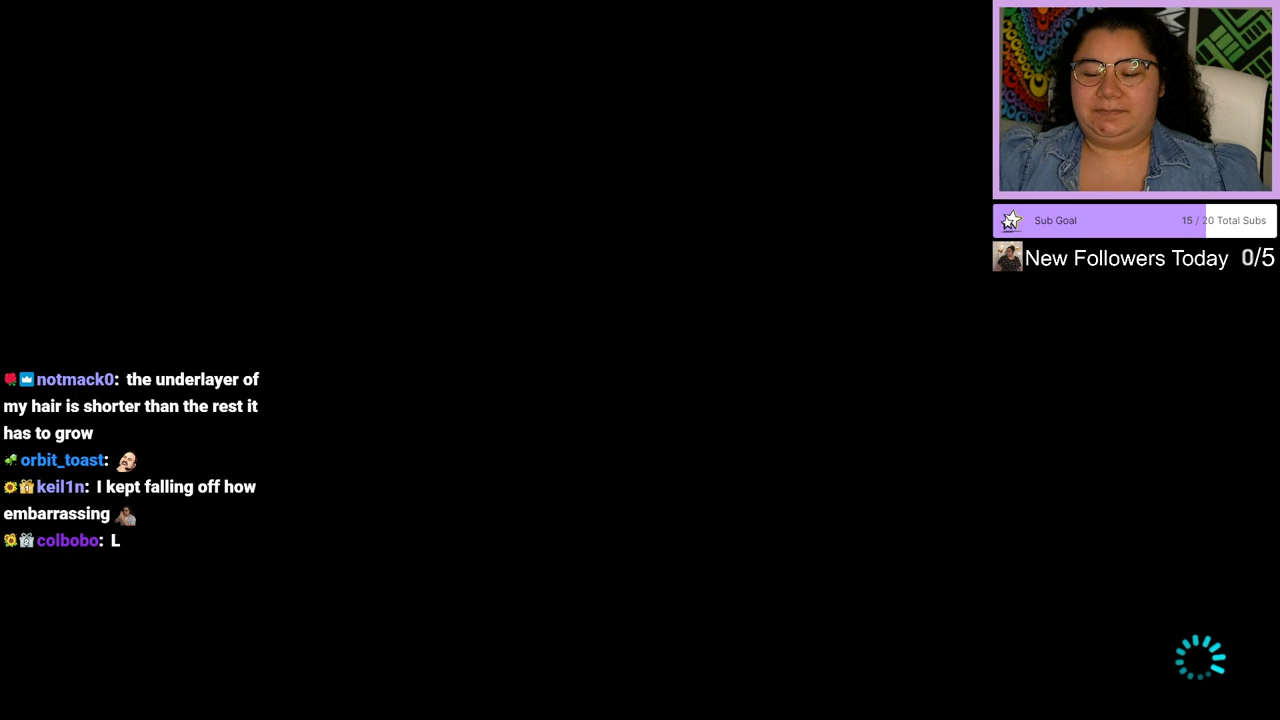 Sub Goal 15 / 20 Total Subs
New Followers Today 0/5
notmack0: the underlayer of
my hair is shorter than the rest it
has to grow
orbit_toast:
keil1n: I kept falling off how
embarrassing
colbobo: L